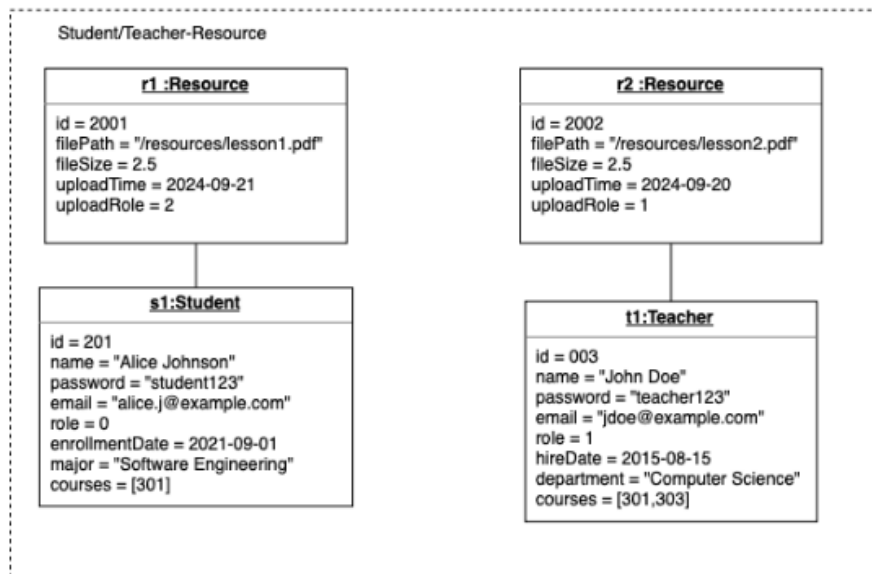 Student/Teacher-Resource
r1 :Resource
id = 2001
filePath = "/resources/lesson1.pdf"
fileSize = 2.5
uploadTime = 2024-09-21
uploadRole = 2
r2 :Resource
id = 2002
filePath = "/resources/lesson2.pdf"
fileSize = 2.5
uploadTime = 2024-09-20
uploadRole = 1
s1:Student
id = 201
name = "Alice Johnson"
password = "student123"
email = "alice.j@example.com"
role = 0
enrollmentDate = 2021-09-01
major = "Software Engineering"
courses = [301]
t1:Teacher
id = 003
name = "John Doe"
password = "teacher123"
email = "jdoe@example.com"
role = 1
hireDate = 2015-08-15
department = "Computer Science"
courses = [301,303]